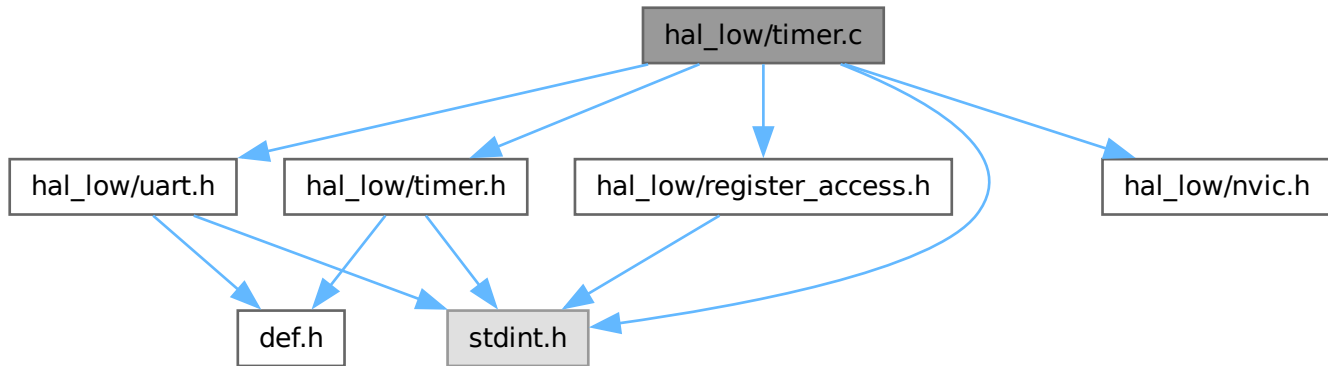 hal_low/timer.c
hal_low/uart.h
hal_low/timer.h
hal_low/register_access.h
hal_low/nvic.h
def.h
stdint.h